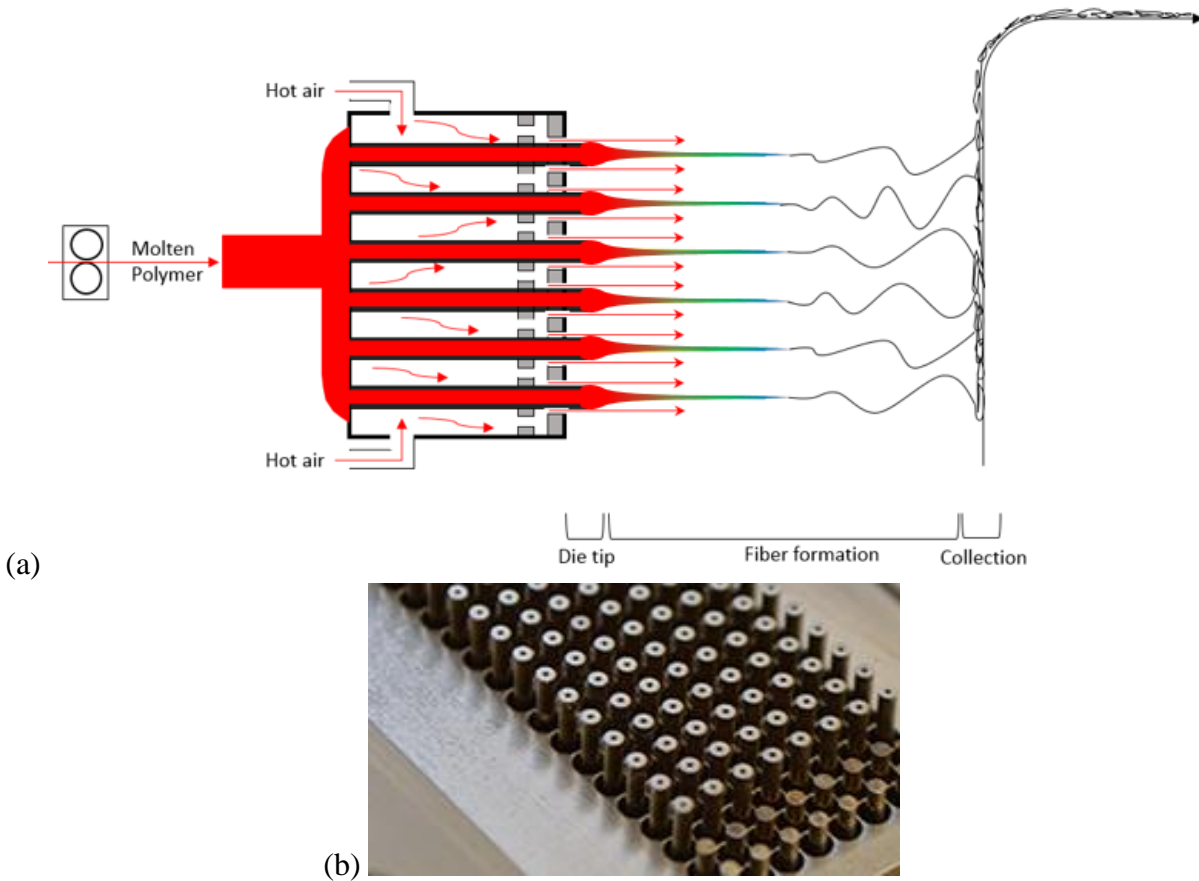 Hot air
Molten
Polymer
Hot air
Die tip
Fiber formation
Collection
(a)
(b)